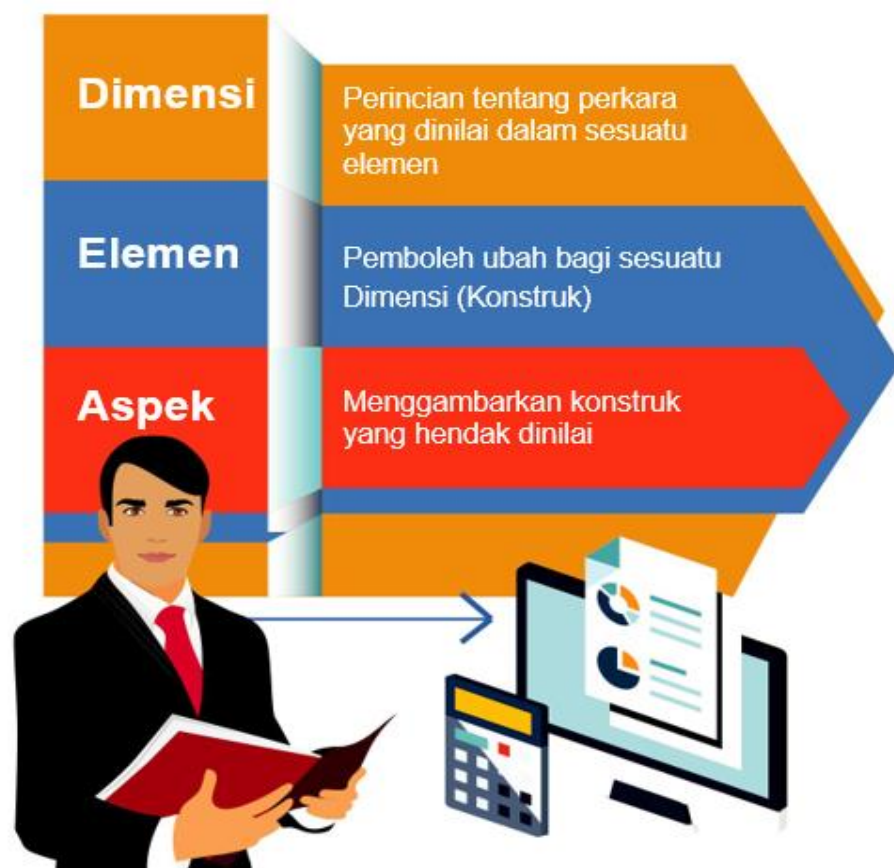 Dimensi
Perincian tentang perkara
yang dinilai dalam sesuatu
elemen
Elemen
Pemboleh ubah bagi sesuatu
Dimensi (Konstruk)
Aspek
Menggambarkan konstruk
yang hendak dinilai